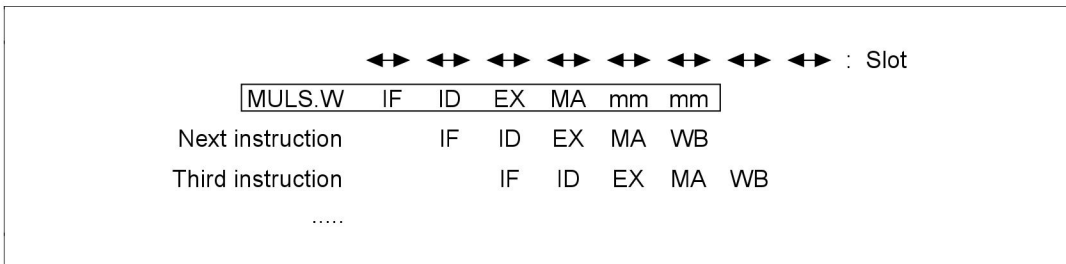 : Slot
MULS.W IF ID EX MA mm mm
Next instruction IF ID EX MA WB
Third instruction IF ID EX MA WB
.....